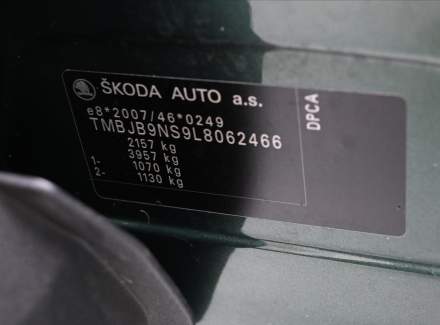 ŠKODA AUTO a.s.
e8*2007/46*0249
TMBJB9NS9L8062466
2157 kg
3957 kg
1- 1070 kg
2- 1130 kg
DPCA